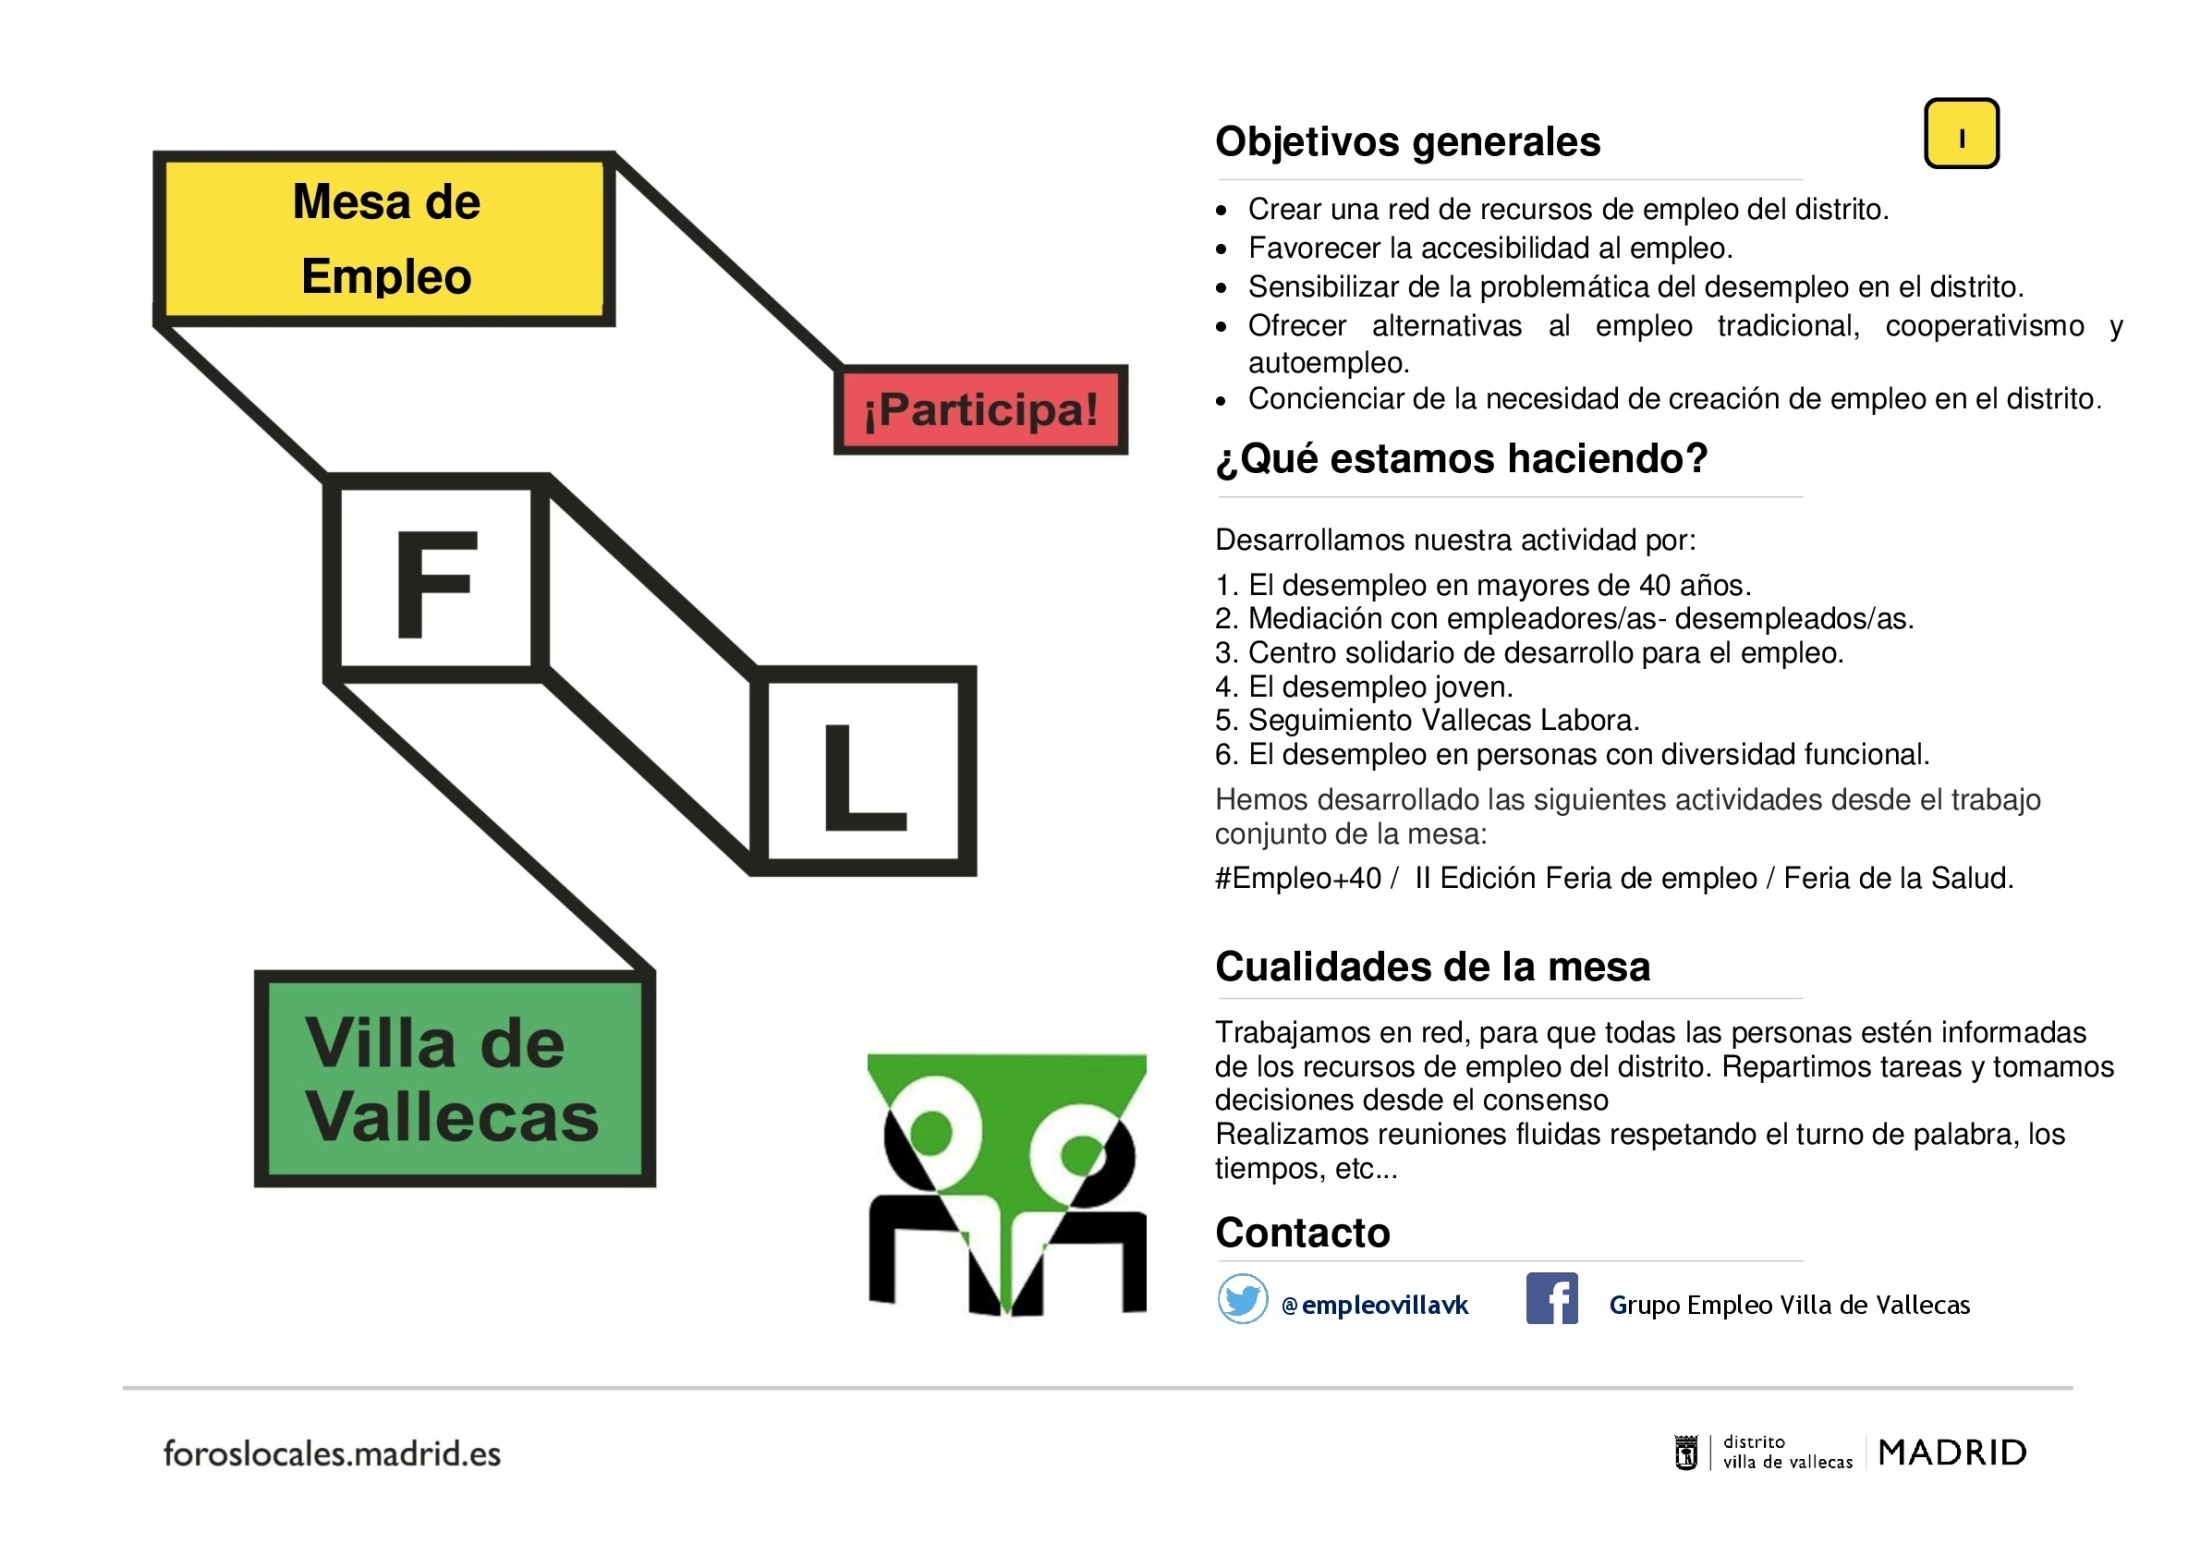 Mesa de
Empleo
¡Participa!
F
L
Villa de
Vallecas
Objetivos generales
I
• Crear una red de recursos de empleo del distrito.
• Favorecer la accesibilidad al empleo.
• Sensibilizar de la problemática del desempleo en el distrito.
• Ofrecer alternativas al empleo tradicional, cooperativismo y
autoempleo.
• Concienciar de la necesidad de creación de empleo en el distrito.
¿Qué estamos haciendo?
Desarrollamos nuestra actividad por:
1. El desempleo en mayores de 40 años.
2. Mediación con empleadores/as- desempleados/as.
3. Centro solidario de desarrollo para el empleo.
4. El desempleo joven.
5. Seguimiento Vallecas Labora.
6. El desempleo en personas con diversidad funcional.
Hemos desarrollado las siguientes actividades desde el trabajo
conjunto de la mesa:
#Empleo+40 / II Edición Feria de empleo / Feria de la Salud.
Cualidades de la mesa
Trabajamos en red, para que todas las personas estén informadas
de los recursos de empleo del distrito. Repartimos tareas y tomamos
decisiones desde el consenso
Realizamos reuniones fluidas respetando el turno de palabra, los
tiempos, etc...
Contacto
@empleovillavk
Grupo Empleo Villa de Vallecas
foroslocales.madrid.es
distrito
villa de vallecas
MADRID